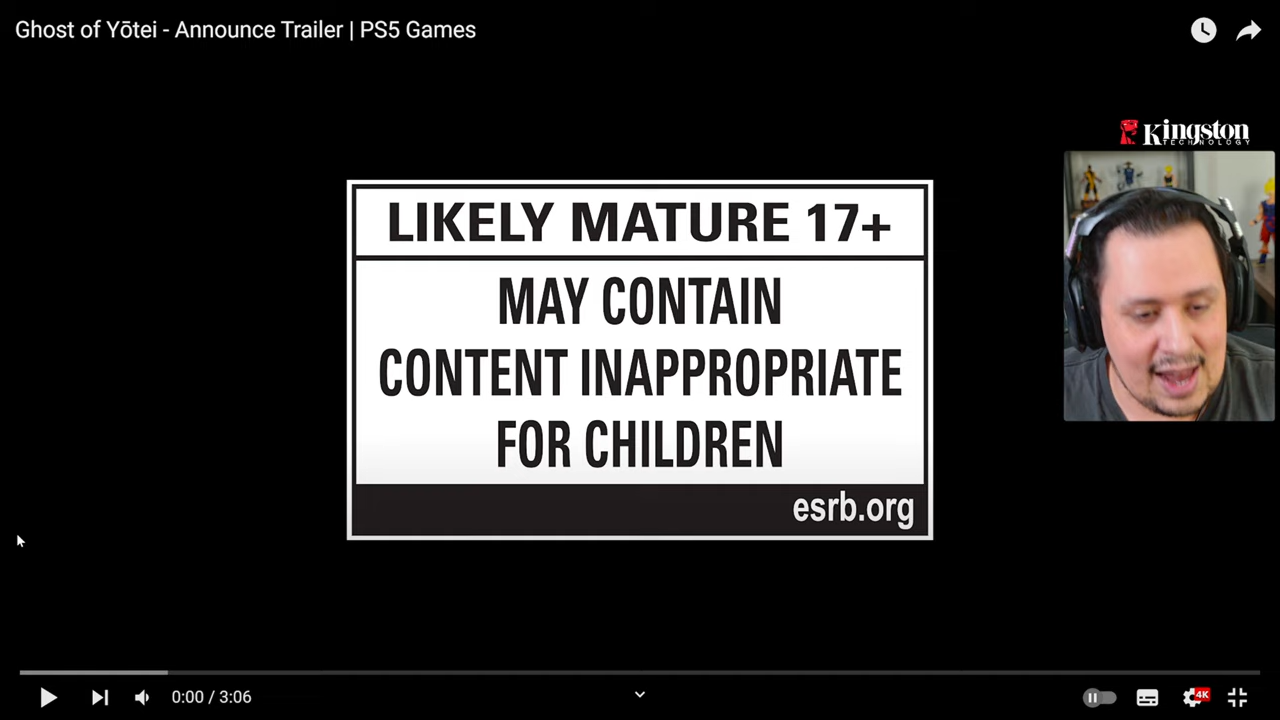 Ghost of Yōtei - Announce Trailer | PS5 Games
Kingston
TECHNOLOGY
LIKELY MATURE 17+
MAY CONTAIN
CONTENT INAPPROPRIATE
FOR CHILDREN
esrb.org
0:00 / 3:06
4K